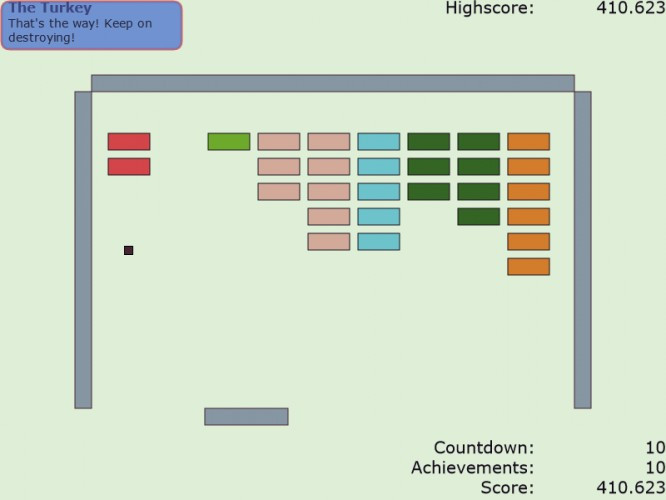 The Turkey
That's the way! Keep on
destroying!
Highscore: 410.623
Countdown: 10
Achievements: 10
Score: 410.623